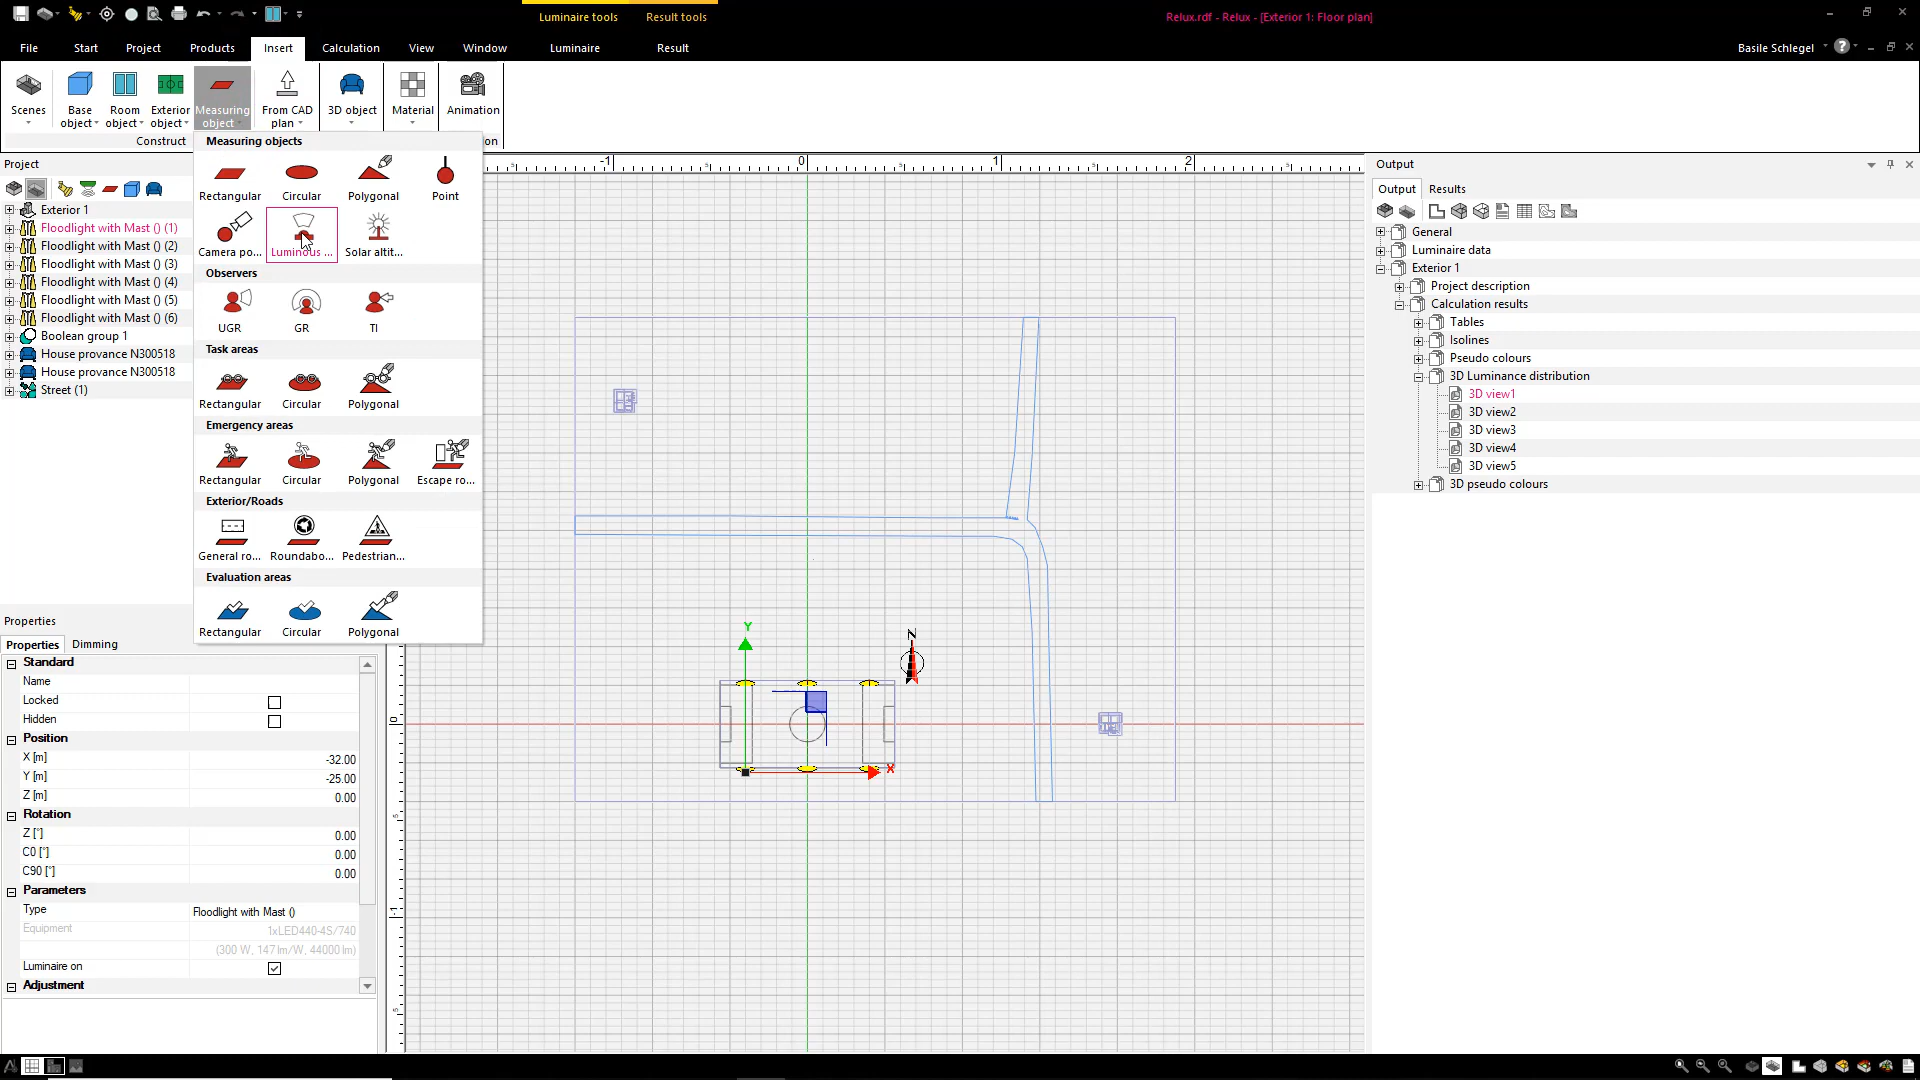 Luminaire tools
Result tools
Relux.rdf - Relux - [Exterior 1: Floor plan]
File
Start
Project
Products
Insert
Calculation
View
Window
Luminaire
Result
Basile Schlegel
Scenes
Base object
Room object
Exterior object
Measuring object
From CAD plan
3D object
Material
Animation
Construct
on
Measuring objects
Rectangular
Circular
Polygonal
Point
Camera po...
Luminous ...
Solar altit...
Observers
UGR
GR
TI
Task areas
Rectangular
Circular
Polygonal
Emergency areas
Rectangular
Circular
Polygonal
Escape ro...
Exterior/Roads
General ro...
Roundabo...
Pedestrian...
Evaluation areas
Rectangular
Circular
Polygonal
Project
Exterior 1
Floodlight with Mast () (1)
Floodlight with Mast () (2)
Floodlight with Mast () (3)
Floodlight with Mast () (4)
Floodlight with Mast () (5)
Floodlight with Mast () (6)
Boolean group 1
House provance N300518
House provance N300518
Street (1)
Properties
Properties
Dimming
Standard
Name
Locked
Hidden
Position
X [m]
-32.00
Y [m]
-25.00
Z [m]
0.00
Rotation
Z [°]
0.00
C0 [°]
0.00
C90 [°]
0.00
Parameters
Type
Floodlight with Mast ()
Equipment
1xLED440-4S/740
(300 W, 147 lm/W, 44000 lm)
Luminaire on
Adjustment
-1
0
1
2
0
-1
Y
X
N
Output
Output
Results
General
Luminaire data
Exterior 1
Project description
Calculation results
Tables
Isolines
Pseudo colours
3D Luminance distribution
3D view1
3D view2
3D view3
3D view4
3D view5
3D pseudo colours